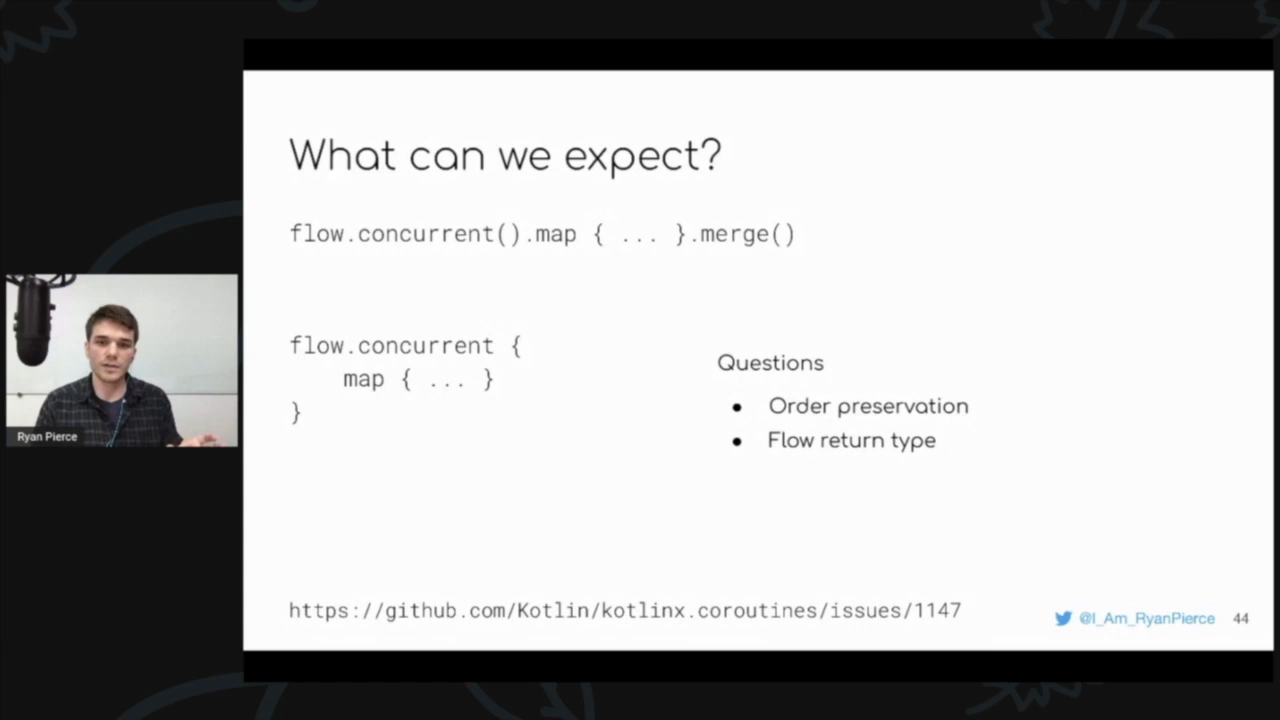 What can we expect?
flow.concurrent().map { ... }.merge()
flow.concurrent {
map { ... }
}
Questions
● Order preservation
● Flow return type
Ryan Pierce
https://github.com/Kotlin/kotlinx.coroutines/issues/1147
@I_Am_RyanPierce 44